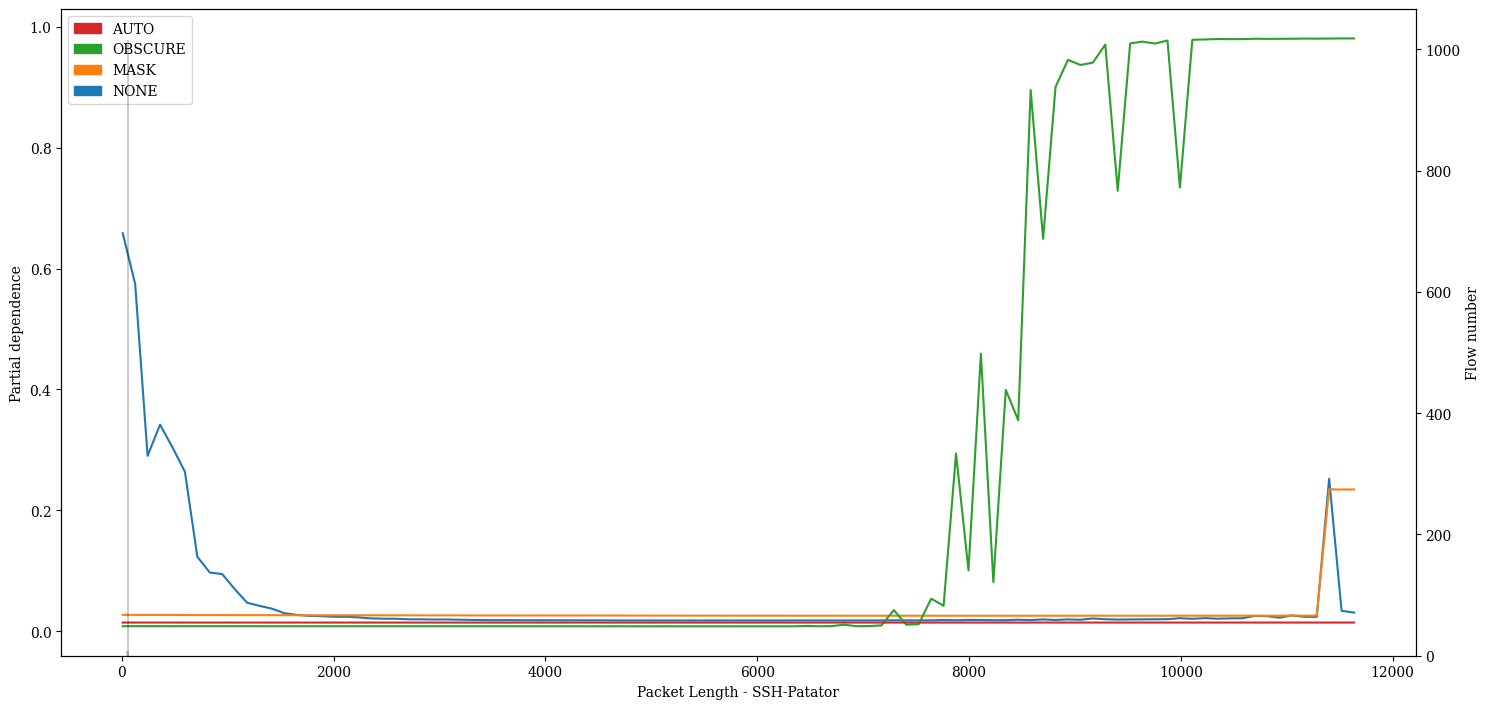 AUTO
OBSCURE
MASK
NONE
1.0
0.8
0.6
0.4
0.2
0.0
Partial dependence
1000
800
600
400
200
0
Flow number
0 2000 4000 6000 8000 10000 12000
Packet Length - SSH-Patator